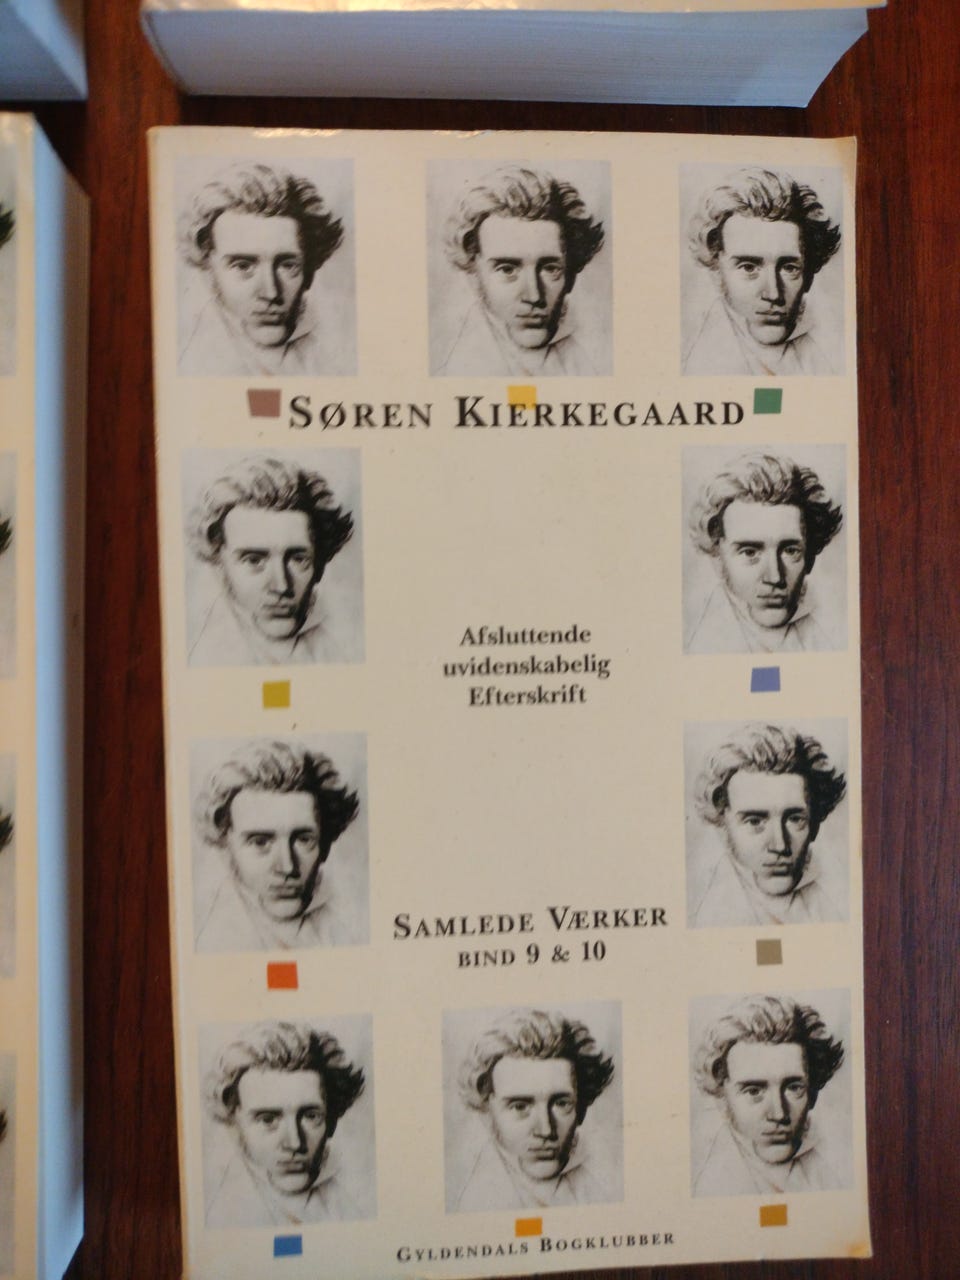 SØREN KIERKEGAARD
Afsluttende
uvidenskabelig
Efterskrift
SAMLEDE VÆRKER
BIND 9 & 10
GYLDENDALS BOGKLUBBER